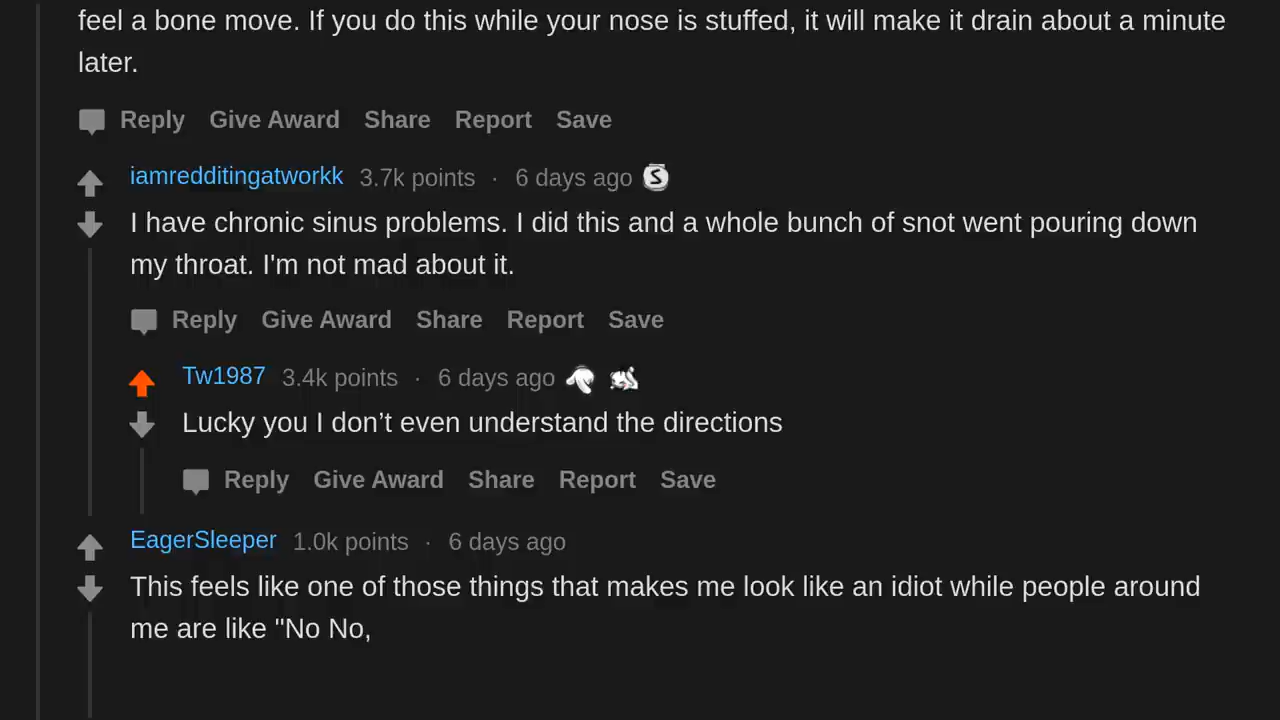 feel a bone move. If you do this while your nose is stuffed, it will make it drain about a minute
later.
Reply Give Award Share Report Save
iamredditingatworkk 3.7k points · 6 days ago S
I have chronic sinus problems. I did this and a whole bunch of snot went pouring down
my throat. I'm not mad about it.
Reply Give Award Share Report Save
Tw1987 3.4k points · 6 days ago
Lucky you I don’t even understand the directions
Reply Give Award Share Report Save
EagerSleeper 1.0k points · 6 days ago
This feels like one of those things that makes me look like an idiot while people around
me are like "No No,